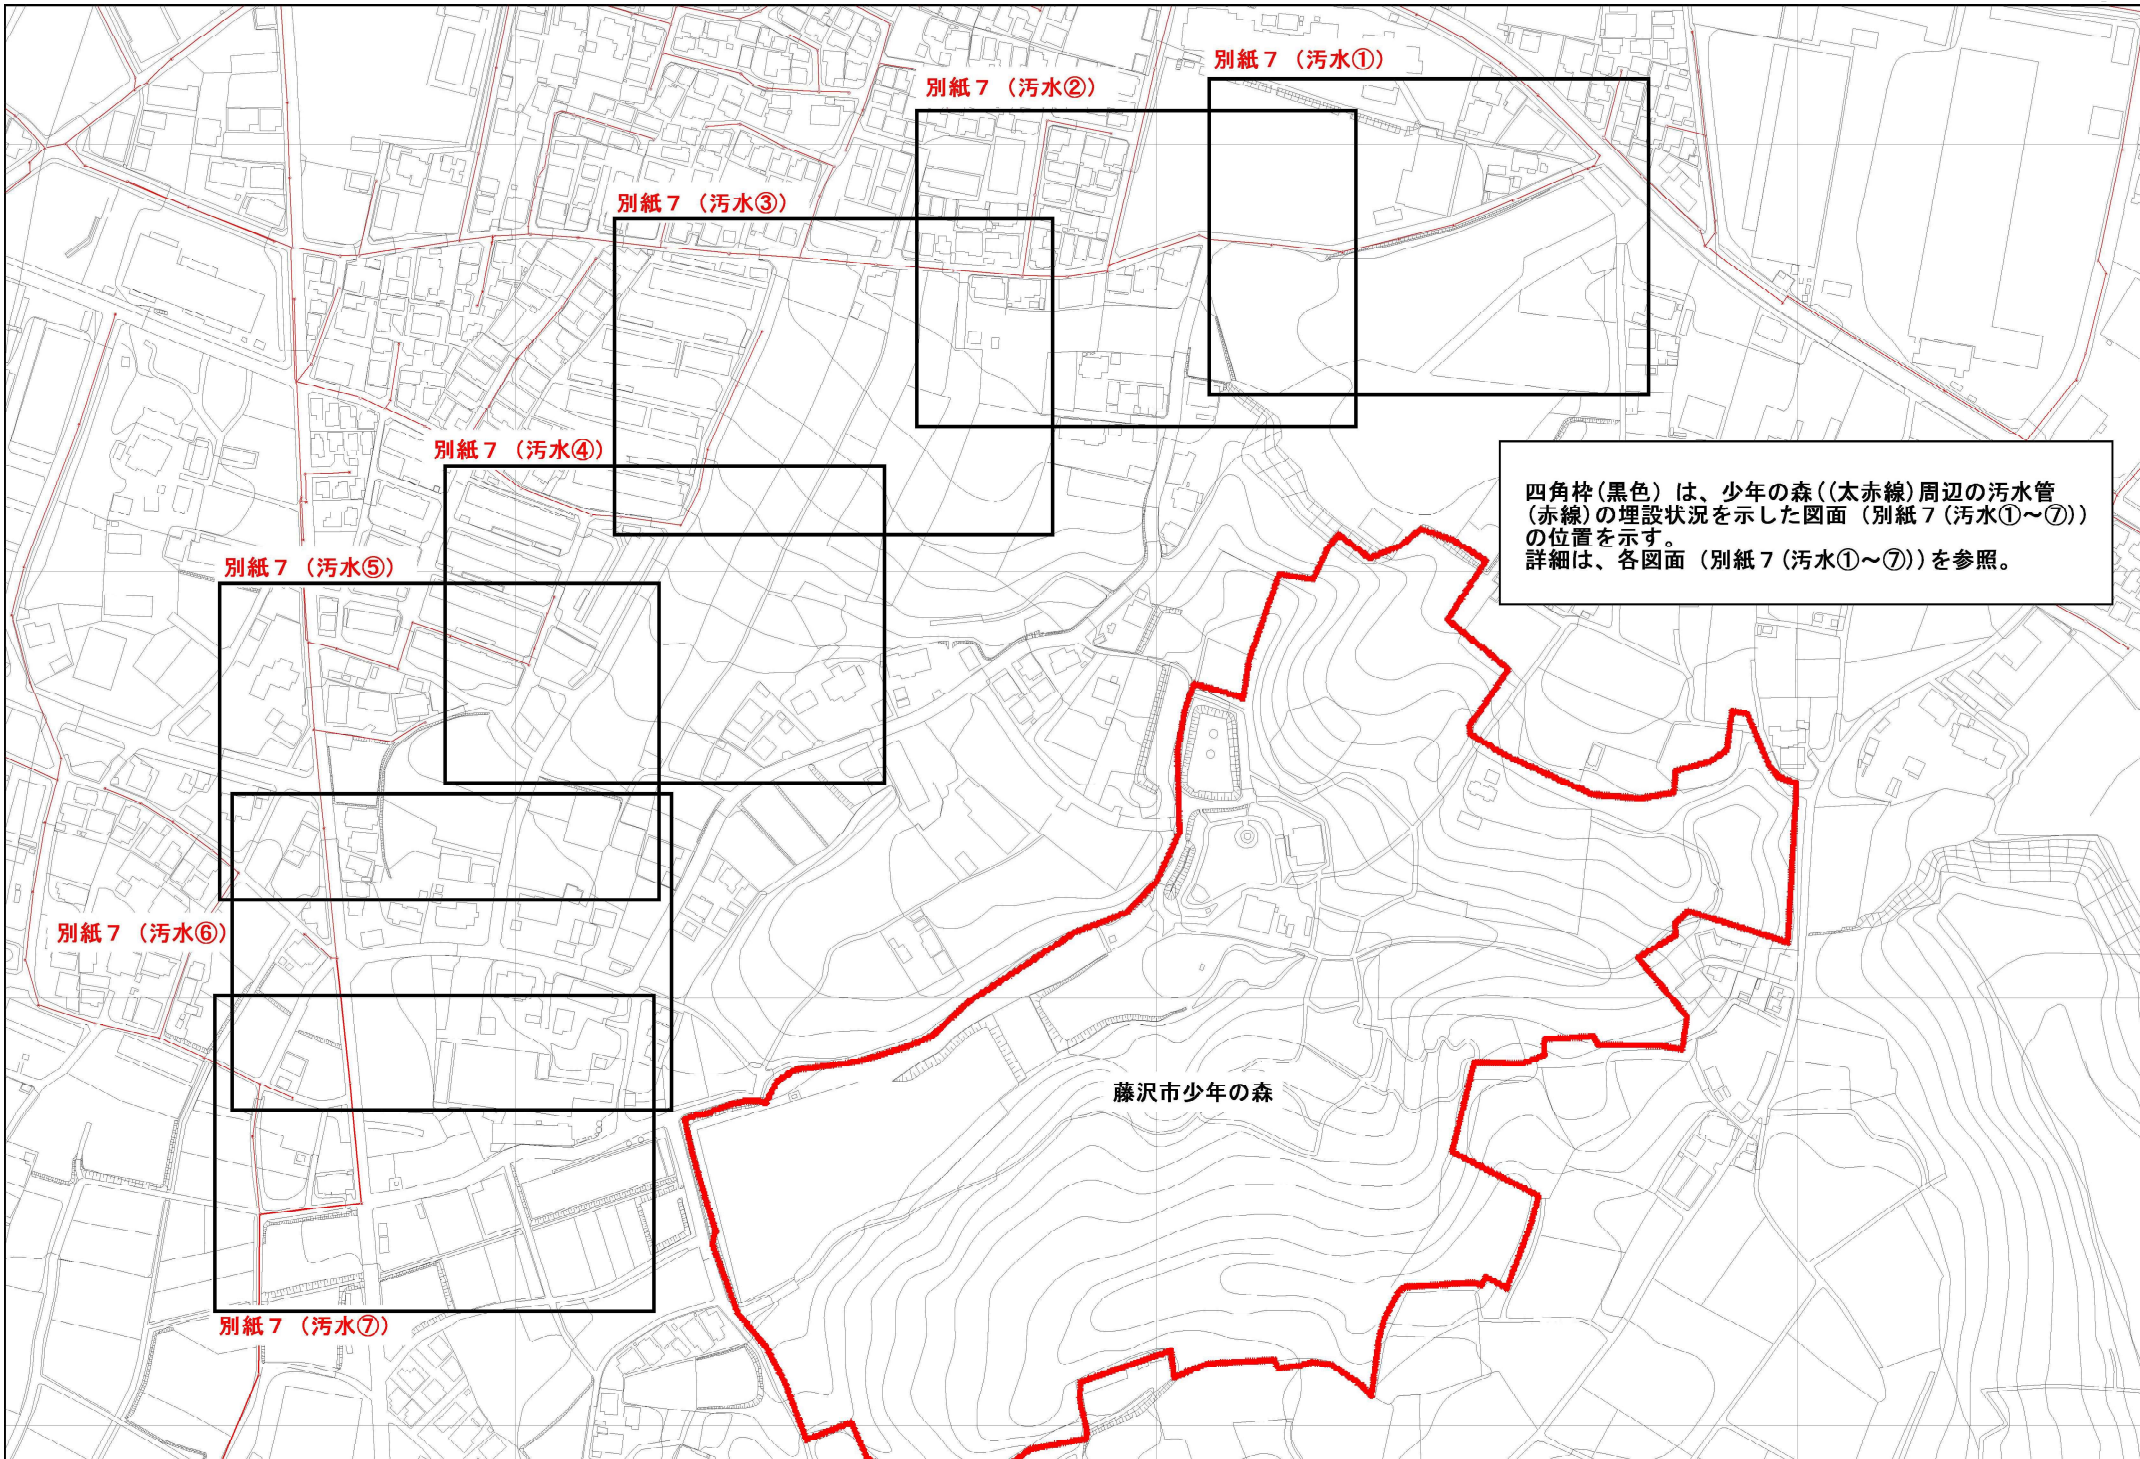 別紙７（汚水①）
別紙７（汚水②）
別紙７（汚水③）
別紙７（汚水④）
四角枠(黒色）は、少年の森((太赤線)周辺の汚水管
(赤線)の埋設状況を示した図面（別紙７(汚水①～⑦))
の位置を示す。
詳細は、各図面（別紙７(汚水①～⑦))を参照。
別紙７（汚水⑤）
別紙７（汚水⑥）
藤沢市少年の森
別紙７（汚水⑦）